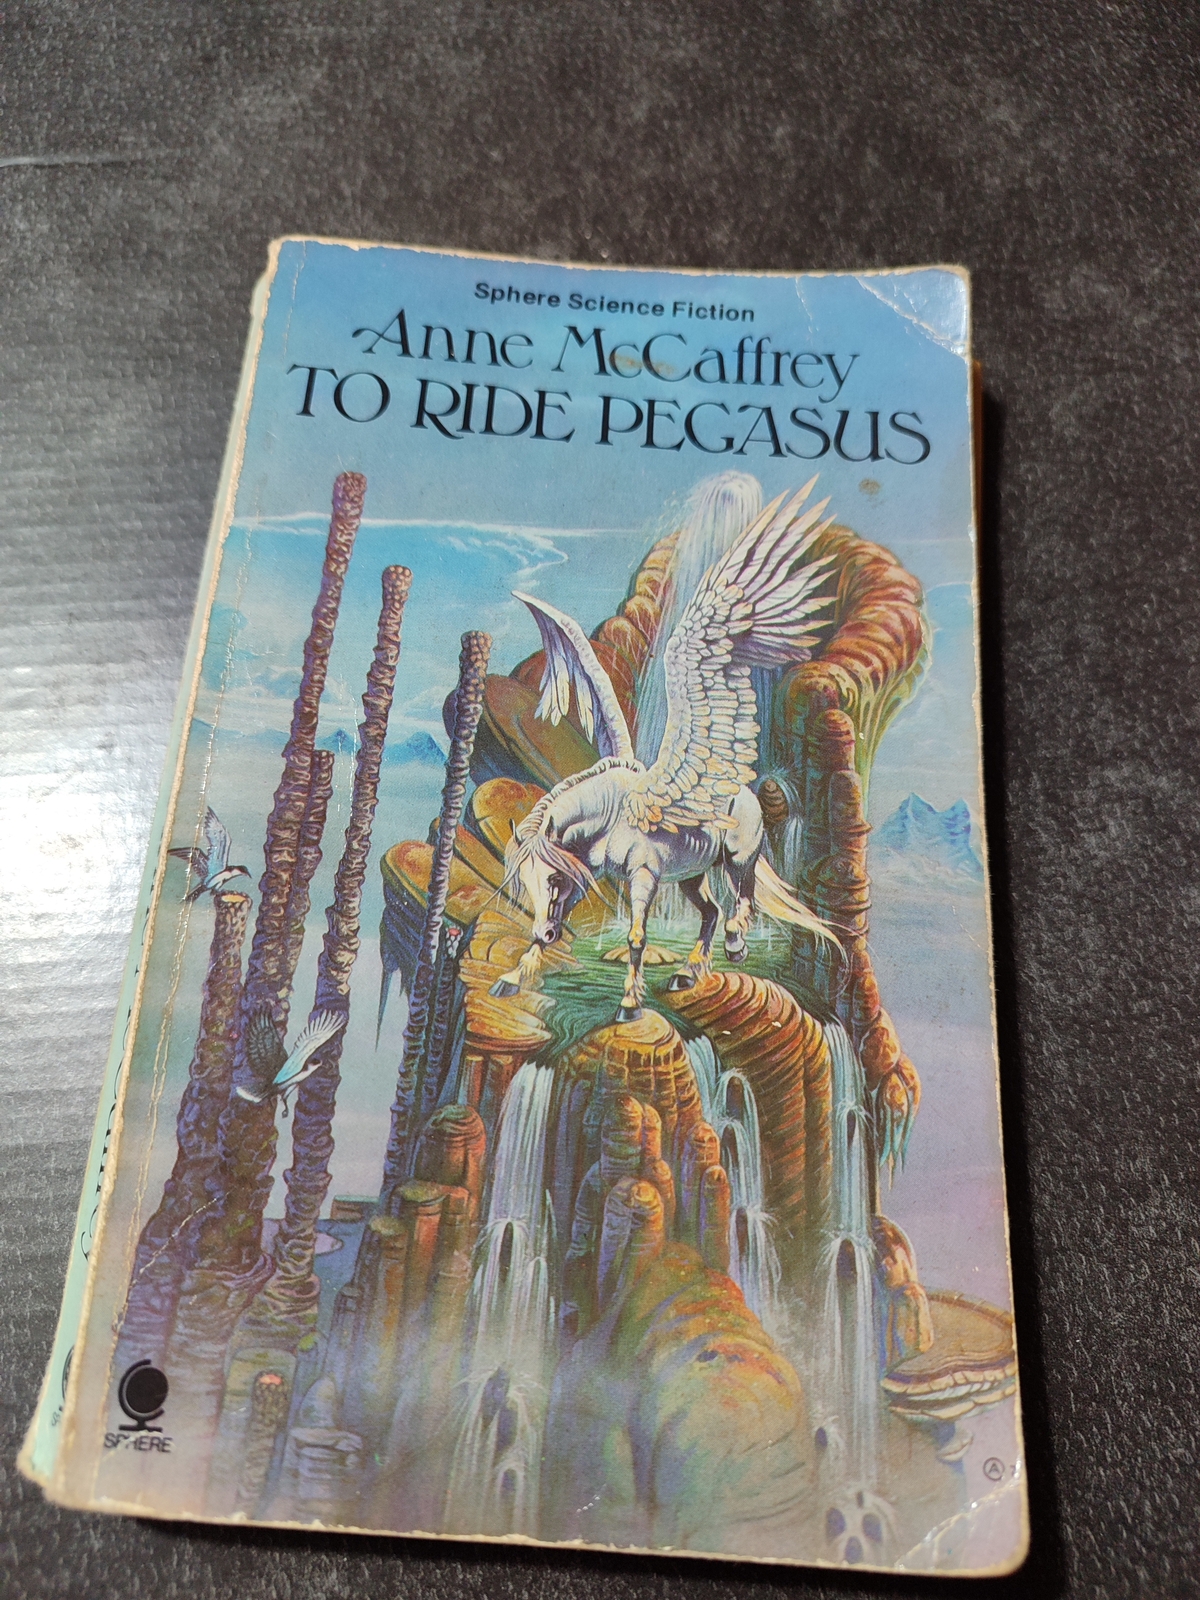 Sphere Science Fiction
Anne McCaffrey
TO RIDE PEGASUS
SPHERE
A